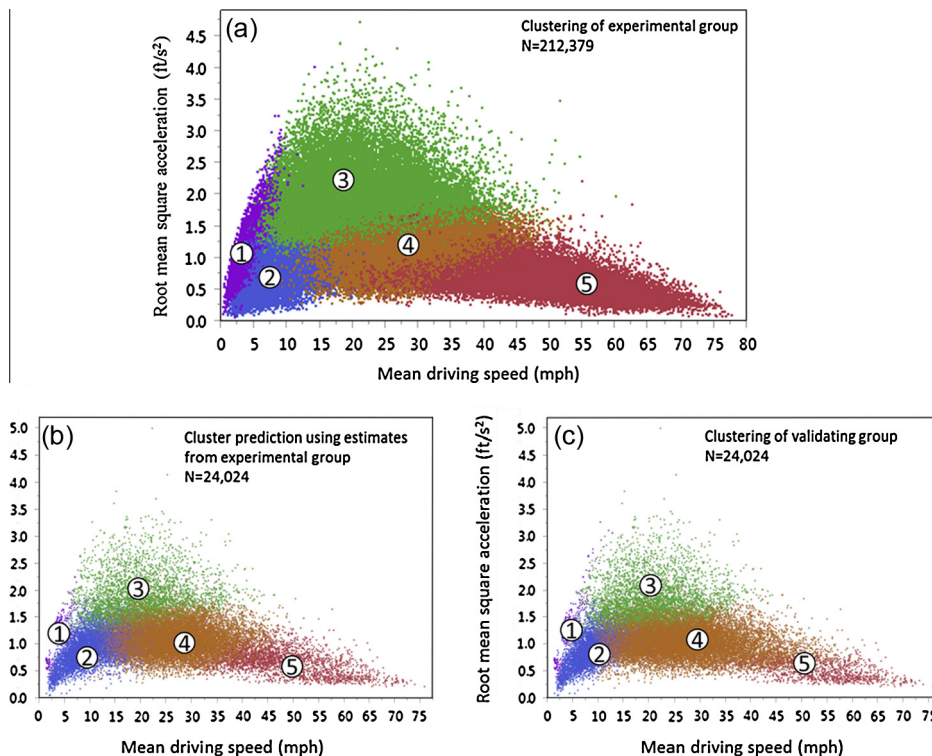 (a)
Clustering of experimental group
N=212,379
Root mean square acceleration (ft/s²)
4.5
4.0
3.5
3.0
2.5
2.0
1.5
1.0
0.5
0.0
1
2
3
4
5
0 5 10 15 20 25 30 35 40 45 50 55 60 65 70 75 80
Mean driving speed (mph)
(b)
Cluster prediction using estimates
from experimental group
N=24,024
5.0
4.5
4.0
3.5
3.0
2.5
2.0
1.5
1.0
0.5
0.0
1
2
3
4
5
0 5 10 15 20 25 30 35 40 45 50 55 60 65 70 75
Mean driving speed (mph)
(c)
Clustering of validating group
N=24,024
Root mean square acceleration (ft/s²)
5.0
4.5
4.0
3.5
3.0
2.5
2.0
1.5
1.0
0.5
0.0
1
2
3
4
5
0 5 10 15 20 25 30 35 40 45 50 55 60 65 70 75
Mean driving speed (mph)